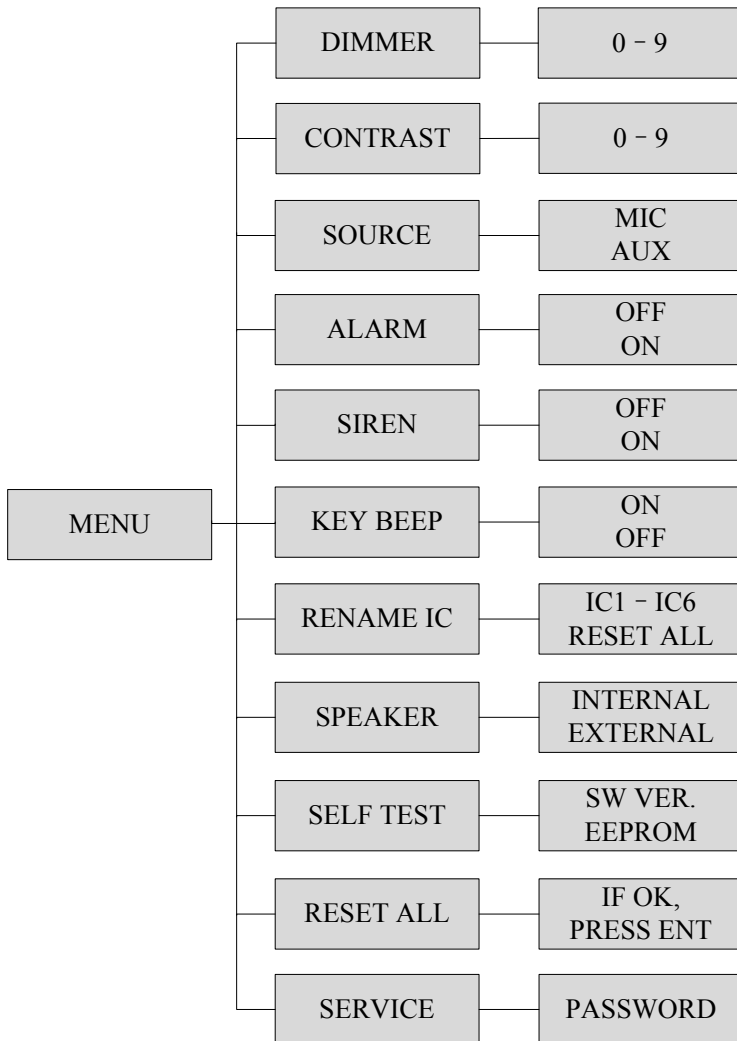 DIMMER
0 – 9
CONTRAST
0 – 9
SOURCE
MIC
AUX
ALARM
OFF
ON
SIREN
OFF
ON
MENU
KEY BEEP
ON
OFF
RENAME IC
IC1 – IC6
RESET ALL
SPEAKER
INTERNAL
EXTERNAL
SELF TEST
SW VER.
EEPROM
RESET ALL
IF OK,
PRESS ENT
SERVICE
PASSWORD